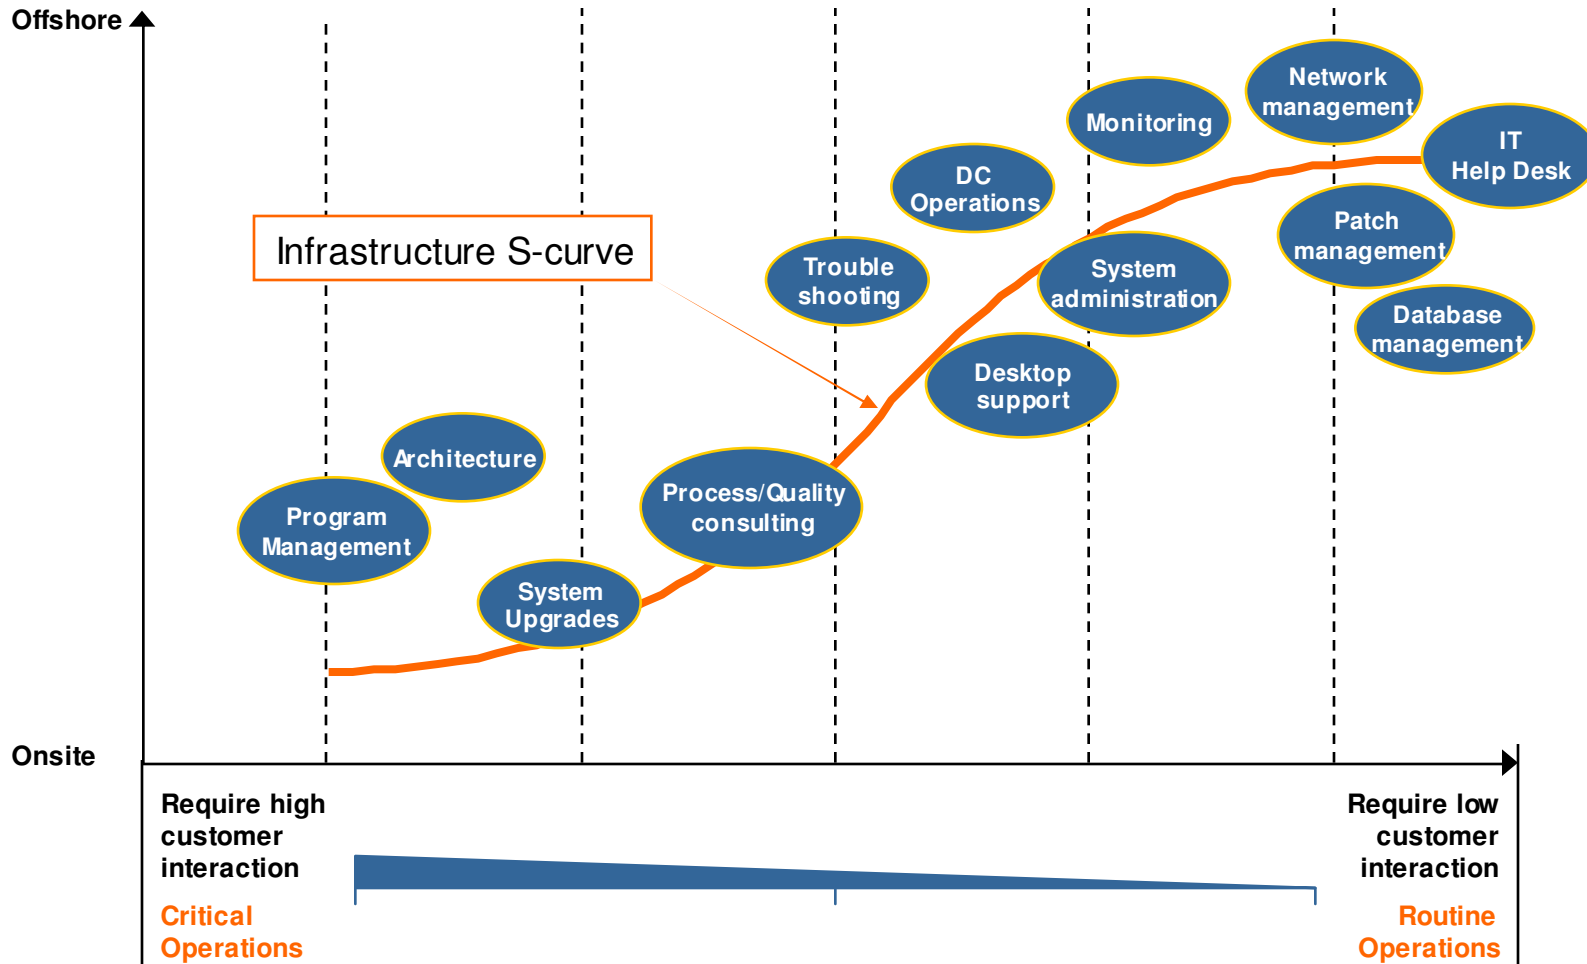 Offshore
Network
management
Monitoring
IT
Help Desk
DC
Operations
Patch
management
Infrastructure S-curve
Trouble
shooting
System
administration
Database
management
Desktop
support
Architecture
Process/Quality
consulting
Program
Management
System
Upgrades
Onsite
Require high
customer
interaction
Critical
Operations
Require low
customer
interaction
Routine
Operations